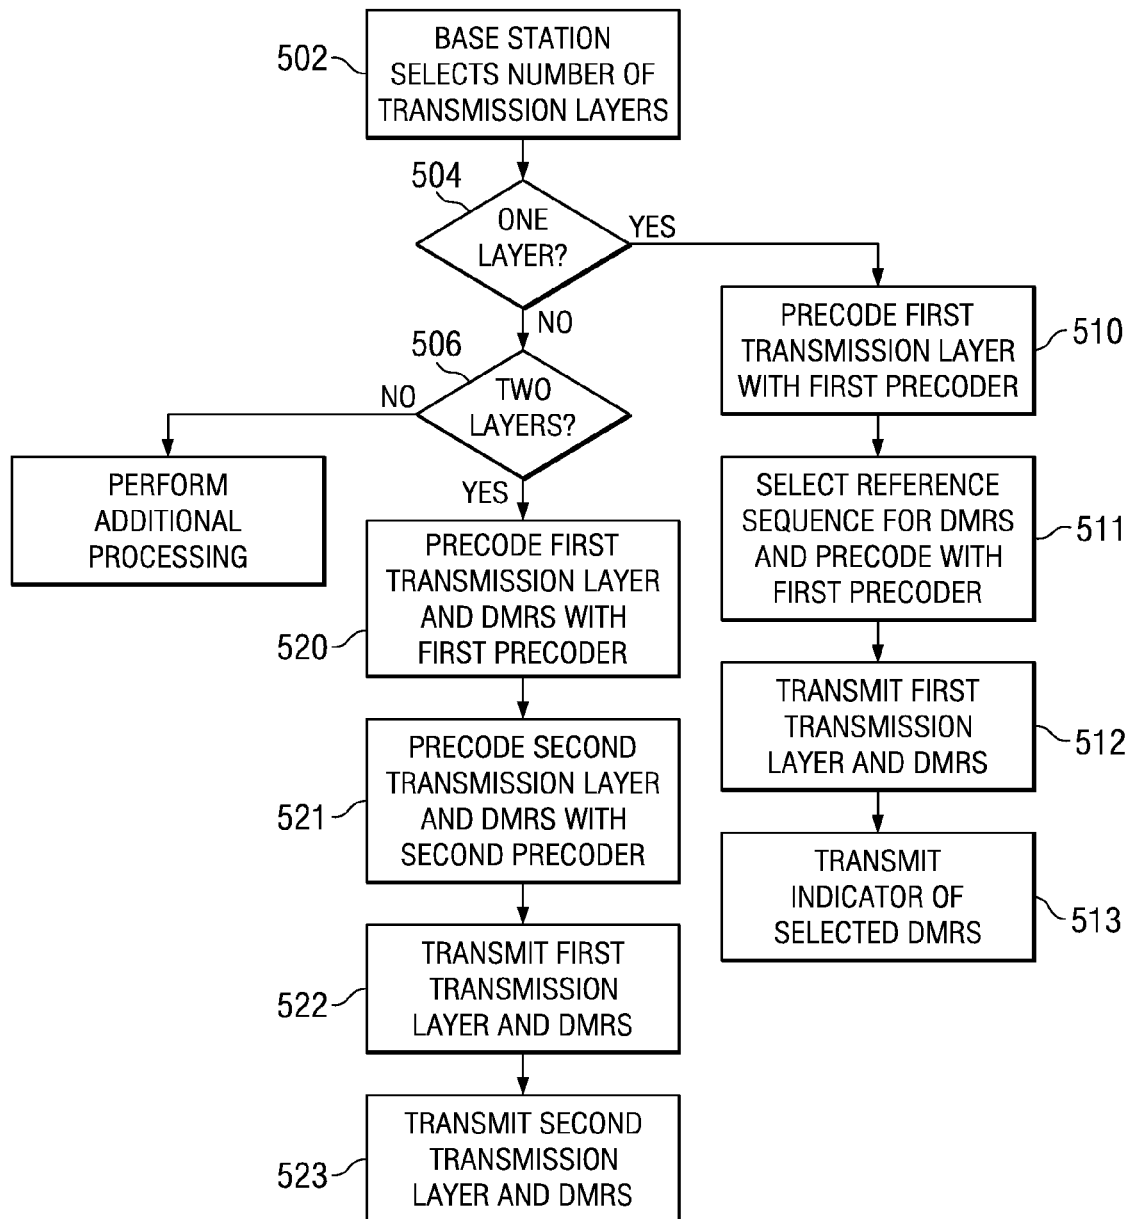 502
BASE STATION
SELECTS NUMBER OF
TRANSMISSION LAYERS
504
ONE
LAYER?
YES
NO
506
TWO
LAYERS?
NO
YES
PERFORM
ADDITIONAL
PROCESSING
PRECODE FIRST
TRANSMISSION LAYER
WITH FIRST PRECODER
510
SELECT REFERENCE
SEQUENCE FOR DMRS
AND PRECODE WITH
FIRST PRECODER
511
TRANSMIT FIRST
TRANSMISSION
LAYER AND DMRS
512
TRANSMIT
INDICATOR OF
SELECTED DMRS
513
PRECODE FIRST
TRANSMISSION LAYER
AND DMRS WITH
FIRST PRECODER
520
PRECODE SECOND
TRANSMISSION LAYER
AND DMRS WITH
SECOND PRECODER
521
TRANSMIT FIRST
TRANSMISSION
LAYER AND DMRS
522
TRANSMIT SECOND
TRANSMISSION
LAYER AND DMRS
523